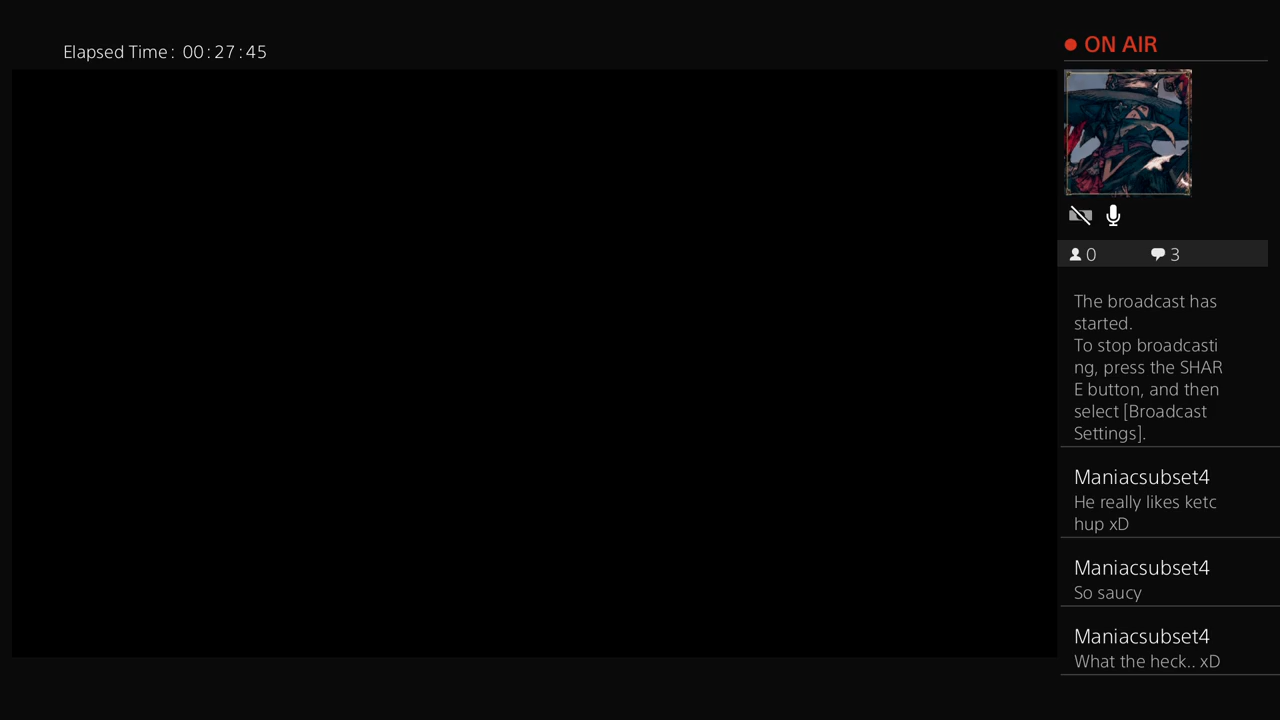 Elapsed Time: 00:27:45
ON AIR
0 3
The broadcast has
started.
To stop broadcasti
ng, press the SHAR
E button, and then
select [Broadcast
Settings].
Maniacsubset4
He really likes ketc
hup xD
Maniacsubset4
So saucy
Maniacsubset4
What the heck.. xD